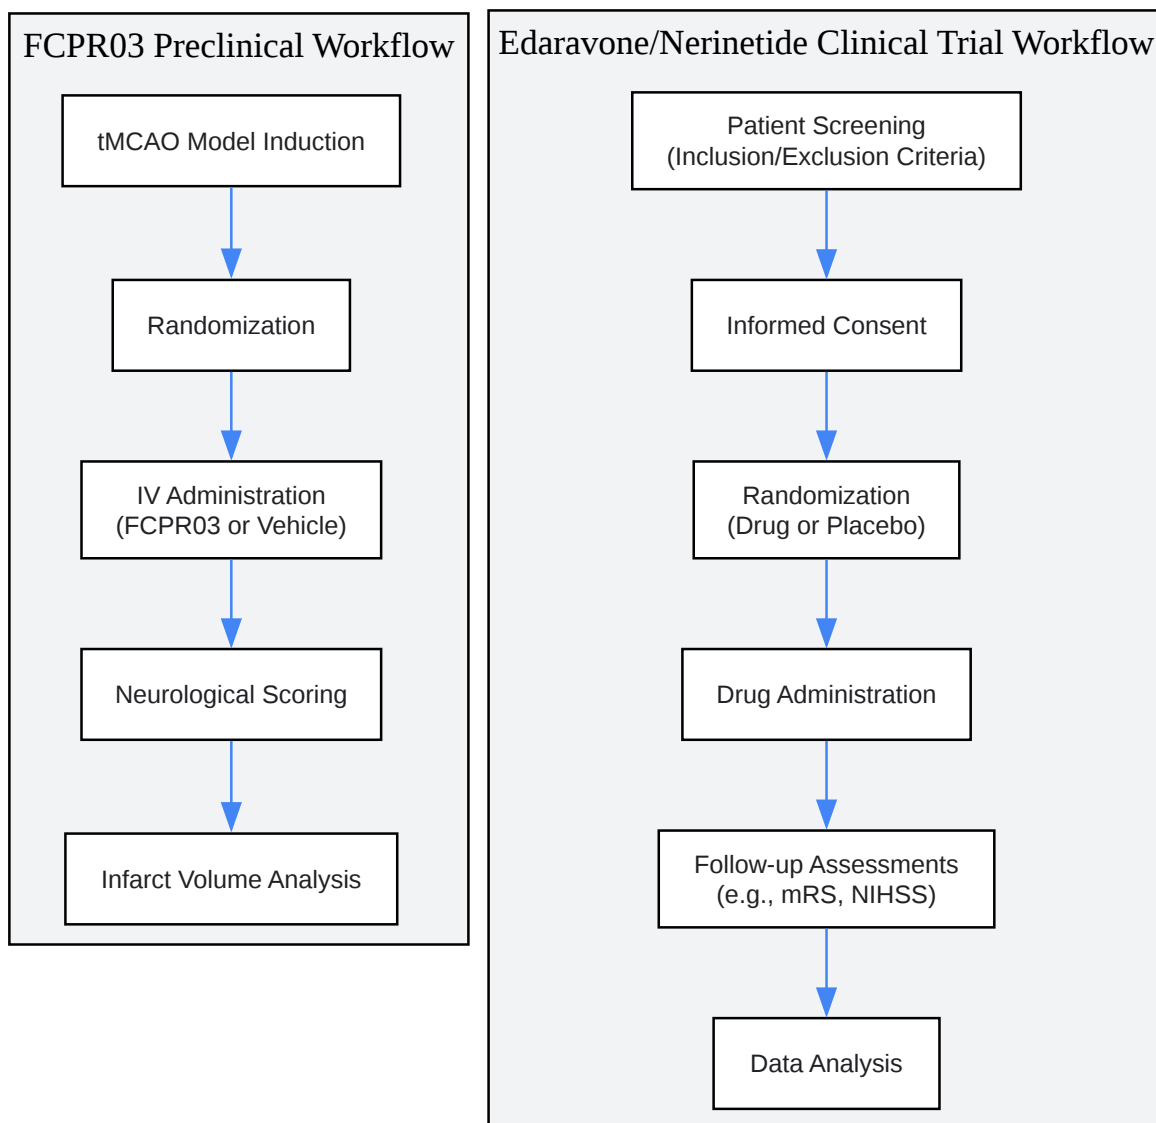 FCPR03 Preclinical Workflow
tMCAO Model Induction
Randomization
IV Administration
(FCPR03 or Vehicle)
Neurological Scoring
Infarct Volume Analysis
Edaravone/Nerinetide Clinical Trial Workflow
Patient Screening
(Inclusion/Exclusion Criteria)
Informed Consent
Randomization
(Drug or Placebo)
Drug Administration
Follow-up Assessments
(e.g., mRS, NIHSS)
Data Analysis